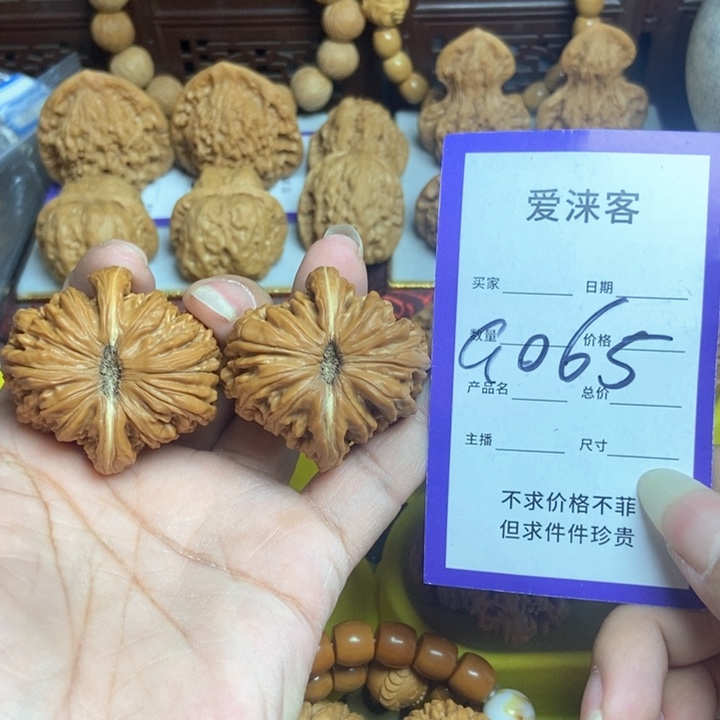 爱涞客
买家 日期
数量 价格
a065
产品名 总价
主播 尺寸
不求价格不菲
但求件件珍贵